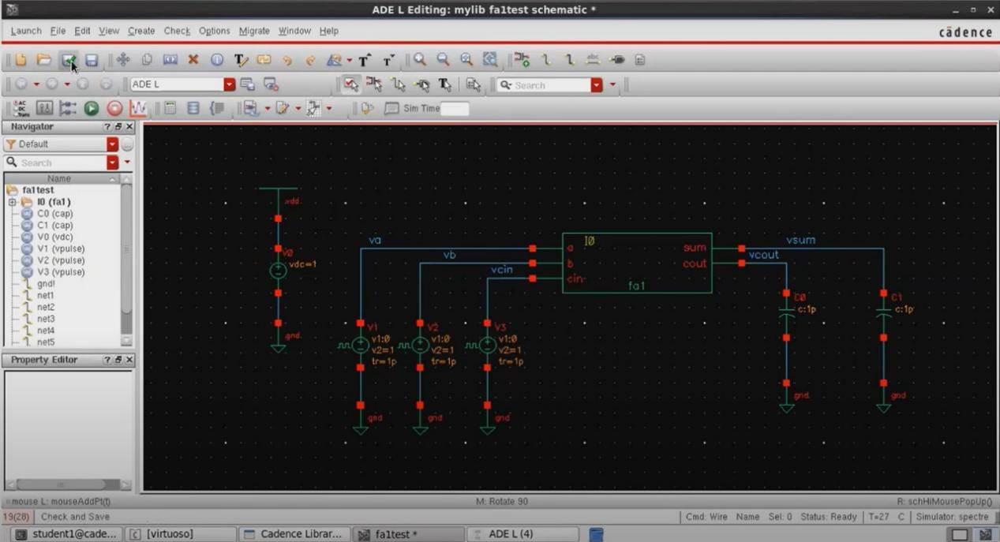 ADE L Editing: mylib fa1test schematic *
Launch File Edit View Create Check Options Migrate Window Help
cādence
ADE L
Search
AC
DC
Trans
Sim Time
Navigator
Default
Search
Name
fa1test
I0 (fa1)
C0 (cap)
C1 (cap)
V0 (vdc)
V1 (vpulse)
V2 (vpulse)
V3 (vpulse)
gnd!
net1
net2
net3
net4
net5
Property Editor
vdd
V0
vdc=1
gnd
va
vb
vcin
I0
a
b
cin
sum
cout
fa1
vsum
vcout
V1
v1:0
v2=1
tr=1p
gnd
V2
v1:0
v2=1
tr=1p
gnd
V3
v1:0
v2=1
tr=1p
gnd
C0
c:1p
gnd
C1
c:1p
gnd
mouse L: mouseAddPt(t) M: Rotate 90 R: schHiMousePopUp()
19(28) Check and Save Cmd: Wire Name Sel: 0 Status: Ready T=27 C Simulator: spectre
student1@cade... [virtuoso] Cadence Librar... fa1test * ADE L (4)